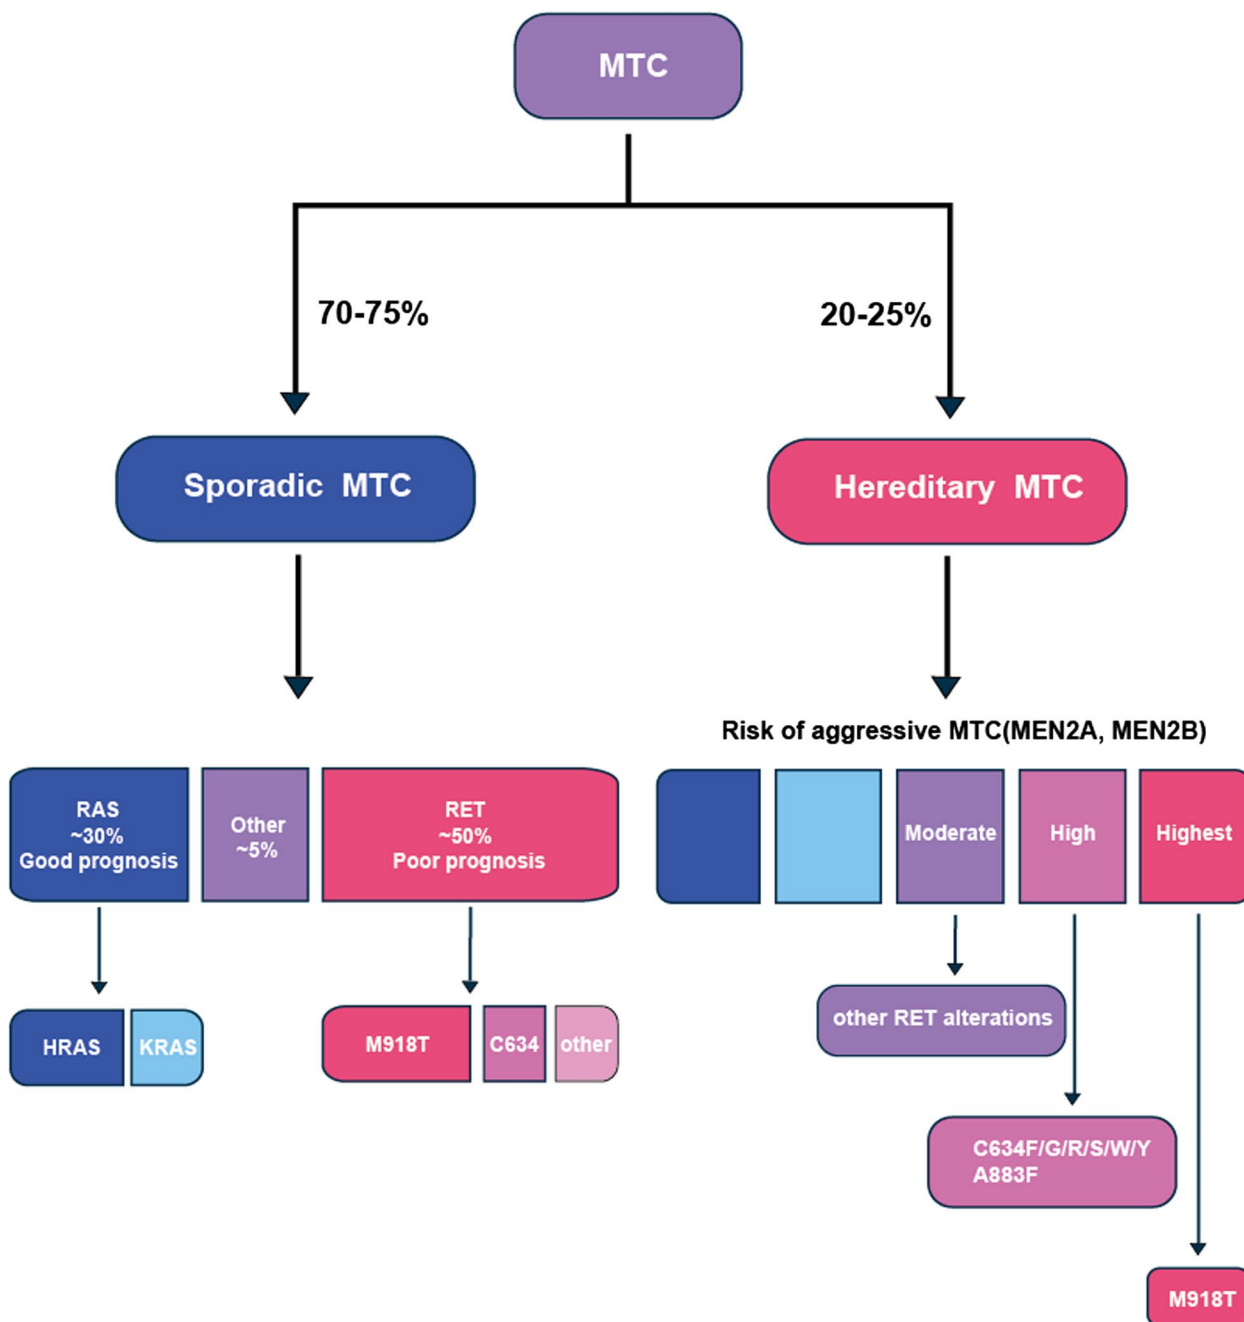 MTC
70-75%
20-25%
Sporadic MTC
Hereditary MTC
Risk of aggressive MTC(MEN2A, MEN2B)
RAS
~30%
Good prognosis
Other
~5%
RET
~50%
Poor prognosis
Moderate
High
Highest
HRAS
KRAS
M918T
C634
other
other RET alterations
C634F/G/R/S/W/Y
A883F
M918T